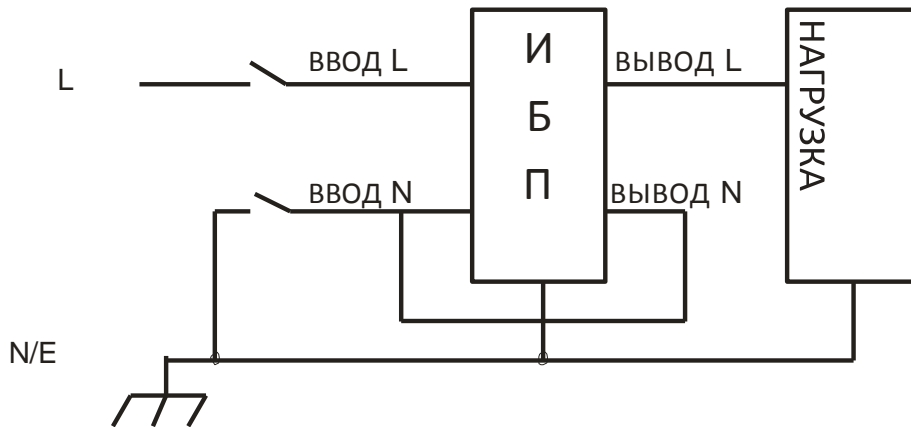 L
ВВОД L
И
Б
П
ВЫВОД L
НАГРУЗКА
ВВОД N
ВЫВОД N
N/E